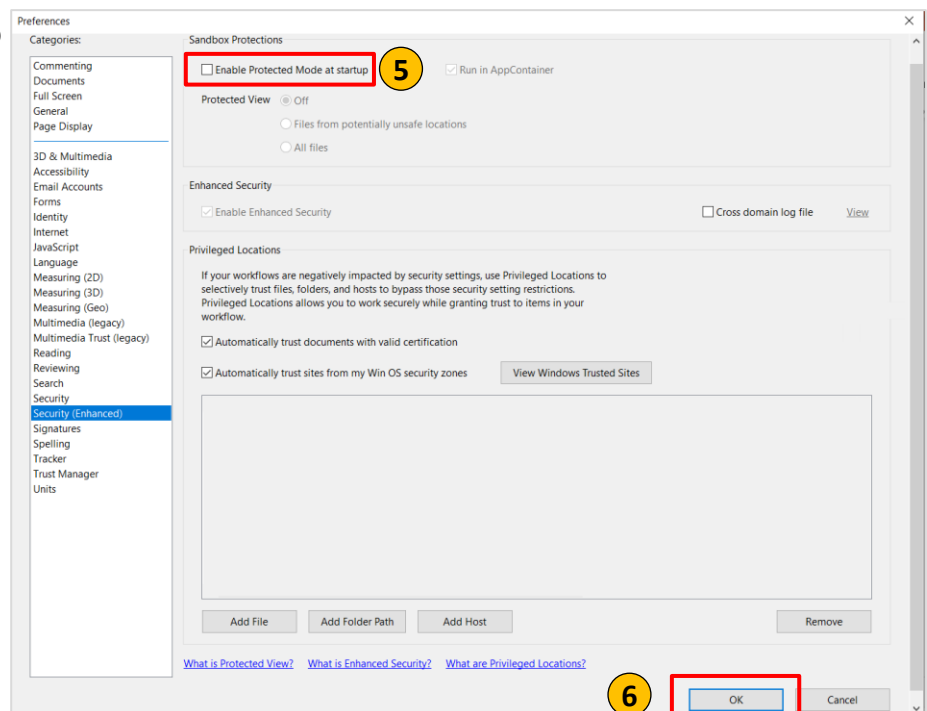 Preferences
Categories:
Commenting
Documents
Full Screen
General
Page Display
3D & Multimedia
Accessibility
Email Accounts
Forms
Identity
Internet
JavaScript
Language
Measuring (2D)
Measuring (3D)
Measuring (Geo)
Multimedia (legacy)
Multimedia Trust (legacy)
Reading
Reviewing
Search
Security
Security (Enhanced)
Signatures
Spelling
Tracker
Trust Manager
Units
Sandbox Protections
Enable Protected Mode at startup
5
Run in AppContainer
Protected View
Off
Files from potentially unsafe locations
All files
Enhanced Security
Enable Enhanced Security
Cross domain log file
View
Privileged Locations
If your workflows are negatively impacted by security settings, use Privileged Locations to
selectively trust files, folders, and hosts to bypass those security setting restrictions.
Privileged Locations allows you to work securely while granting trust to items in your
workflow.
Automatically trust documents with valid certification
Automatically trust sites from my Win OS security zones
View Windows Trusted Sites
Add File
Add Folder Path
Add Host
Remove
What is Protected View?
What is Enhanced Security?
What are Privileged Locations?
6
OK
Cancel